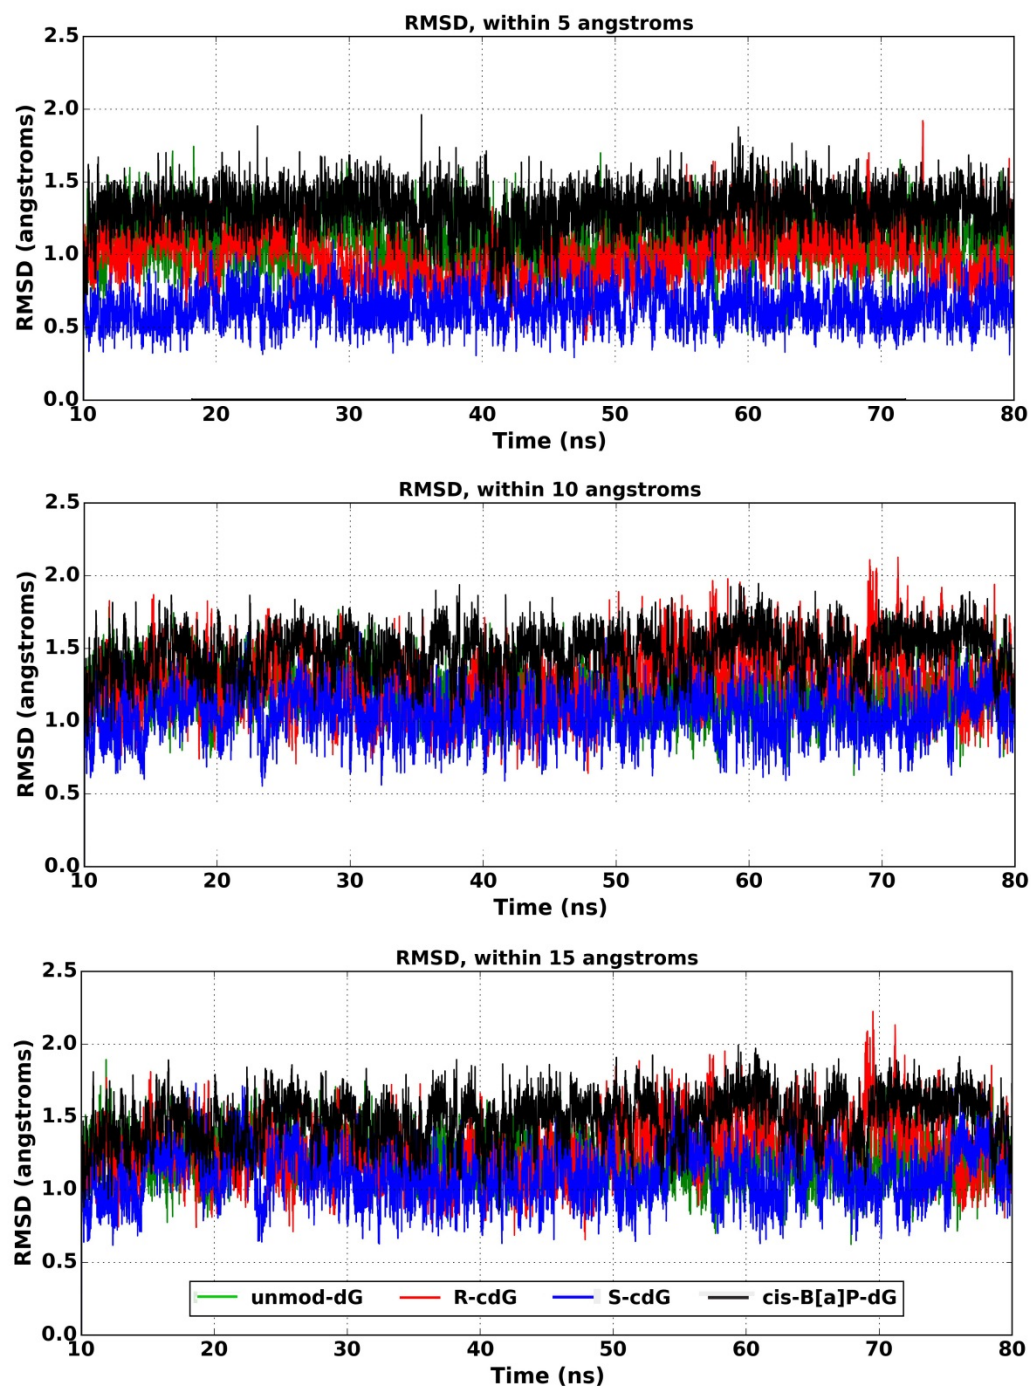 RMSD, within 5 angstroms
2.5
2.0
1.5
1.0
0.5
0.0
RMSD (angstroms)
10 20 30 40 50 60 70 80
Time (ns)
RMSD, within 10 angstroms
2.5
2.0
1.5
1.0
0.5
0.0
RMSD (angstroms)
10 20 30 40 50 60 70 80
Time (ns)
RMSD, within 15 angstroms
2.5
2.0
1.5
1.0
0.5
0.0
RMSD (angstroms)
unmod-dG R-cdG S-cdG cis-B[a]P-dG
10 20 30 40 50 60 70 80
Time (ns)